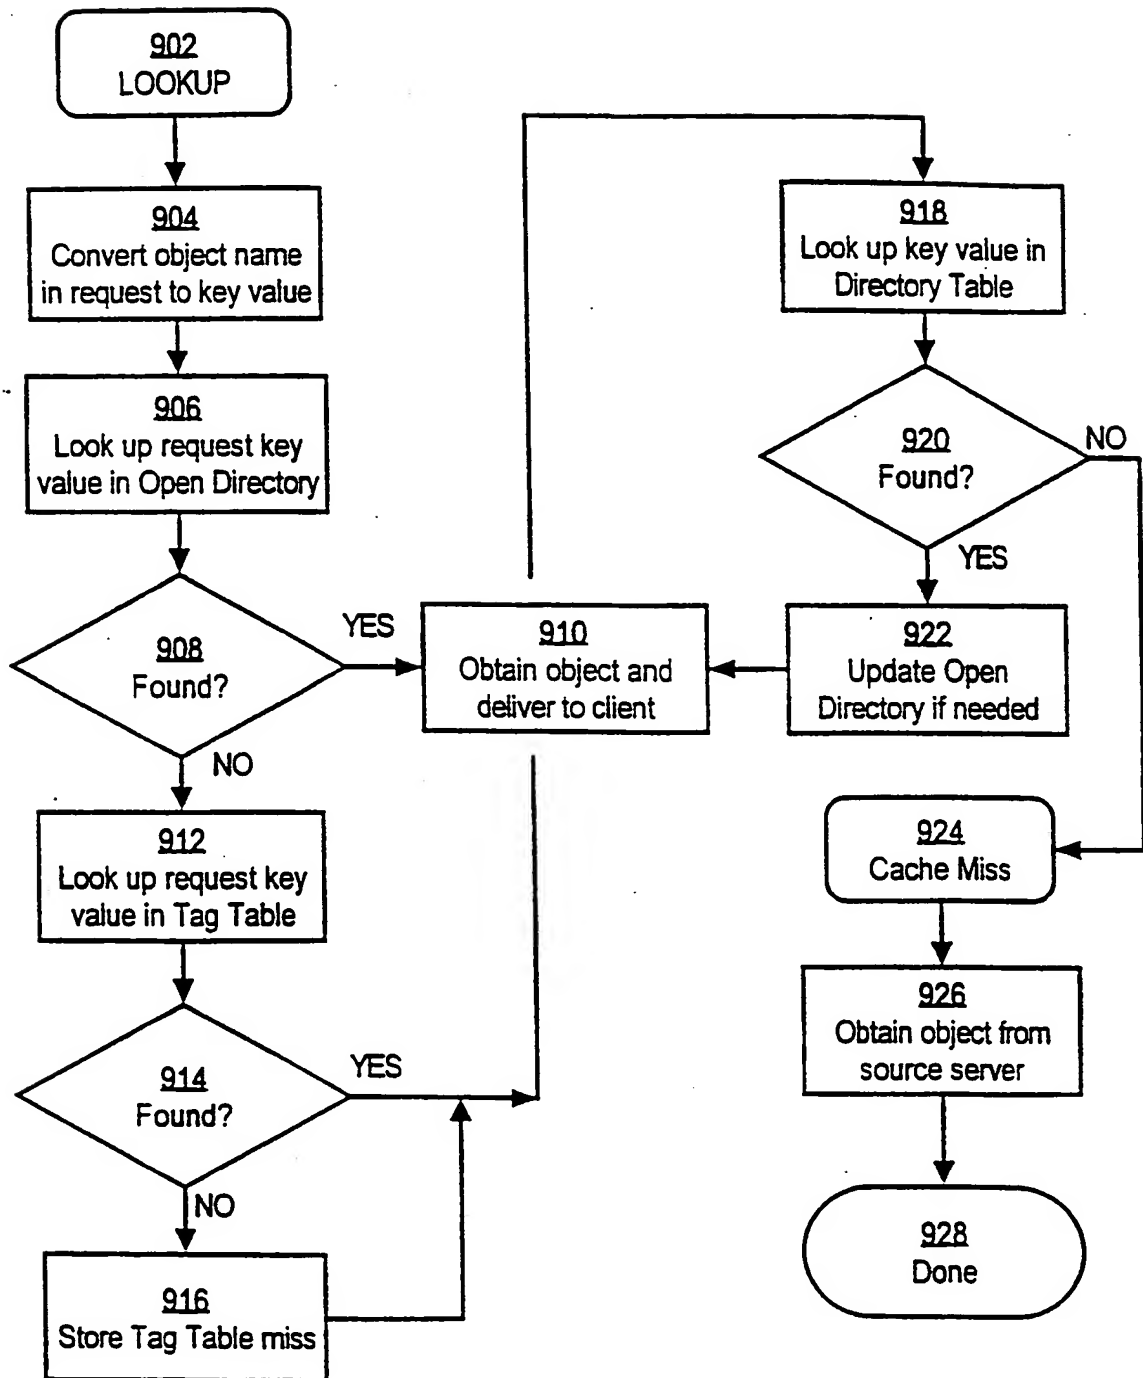 902
LOOKUP
904
Convert object name
in request to key value
906
Look up request key
value in Open Directory
908
Found?
YES
NO
910
Obtain object and
deliver to client
912
Look up request key
value in Tag Table
914
Found?
YES
NO
916
Store Tag Table miss
918
Look up key value in
Directory Table
920
Found?
NO
YES
922
Update Open
Directory if needed
924
Cache Miss
926
Obtain object from
source server
928
Done